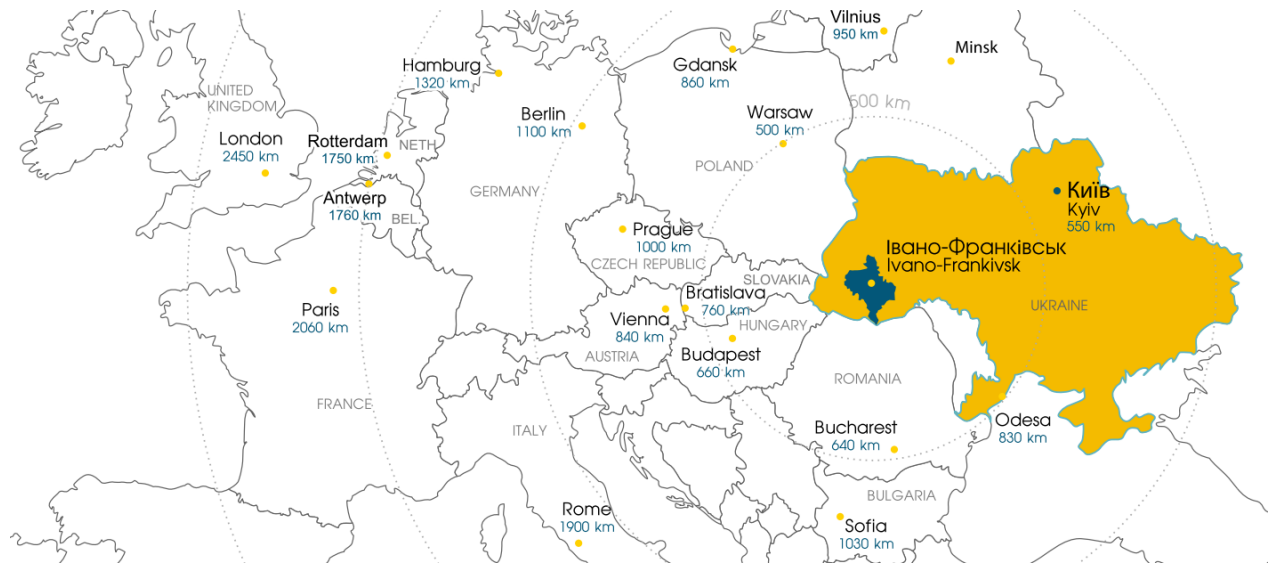 Vilnius
950 km
Minsk
Hamburg
1320 km
Gdansk
860 km
UNITED
KINGDOM
500 km
Berlin
1100 km
Warsaw
500 km
London
2450 km
Rotterdam
1750 km
NETH.
POLAND
Antwerp
1760 km
GERMANY
BEL.
Київ
Kyiv
550 km
Prague
1000 km
CZECH REPUBLIC
Івано-Франківськ
Ivano-Frankivsk
SLOVAKIA
Bratislava
760 km
Paris
2060 km
Vienna
840 km
HUNGARY
UKRAINE
AUSTRIA
Budapest
660 km
ROMANIA
FRANCE
ITALY
Bucharest
640 km
Odesa
830 km
BULGARIA
Rome
1900 km
Sofia
1030 km